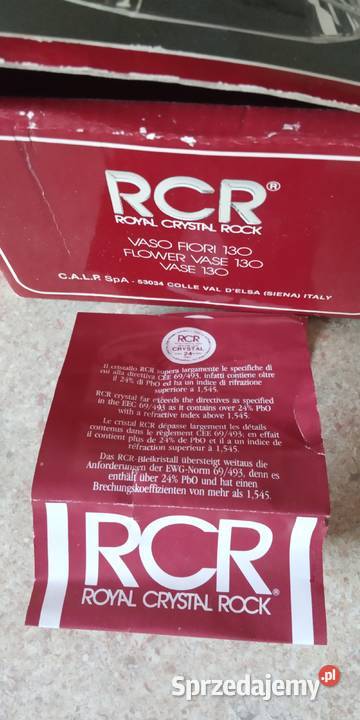 RCR®
ROYAL CRYSTAL ROCK
VASO FIORI 130
FLOWER VASE 130
VASE 130
C.A.L.P. SpA - 53034 COLLE VAL D'ELSA (SIENA) ITALY
RCR
CRYSTAL
24
Il cristallo RCR supera largamente le specifiche di
cui alla direttiva CEE 69/493, infatti contiene oltre
il 24% di PbO ed ha un indice di rifrazione
superiore a 1,545.
RCR crystal far exceeds the directives as specified
in the EEC 69/493 as it contains over 24% PbO
with a refractive index above 1,545.
Le cristal RCR dépasse largement les détails
contenus dans le règlement CEE 69/493, en effait
il contient plus de 24% de PbO et il a un indice de
réfraction supérieur à 1,545.
Das RCR-Bleikristall übersteigt weitaus die
Anforderungen der EWG-Norm 69/493, denn es
enthält über 24% PbO und hat einen
Brechungskoeffizienten von mehr als 1,545.
RCR®
ROYAL CRYSTAL ROCK
Sprzedajemy.pl